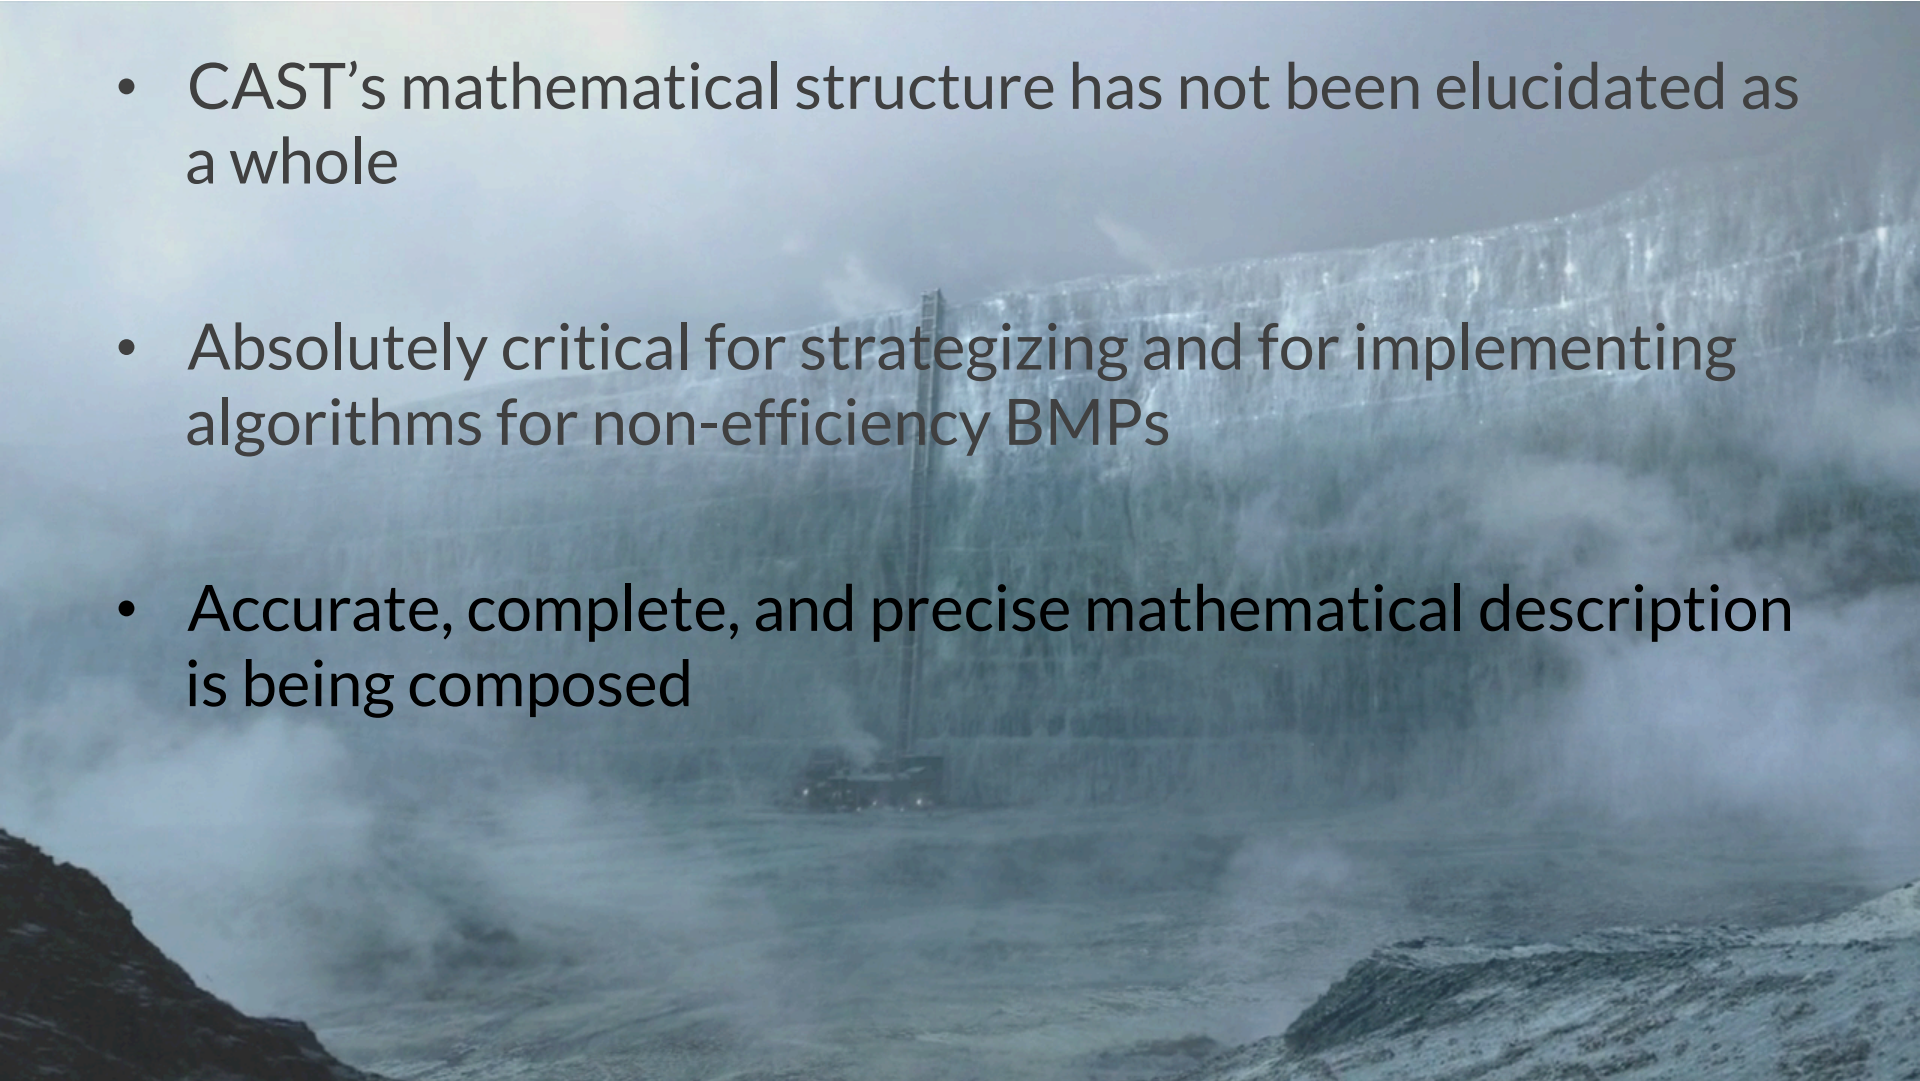 • CAST’s mathematical structure has not been elucidated as
a whole
• Absolutely critical for strategizing and for implementing
algorithms for non-efficiency BMPs
• Accurate, complete, and precise mathematical description
is being composed